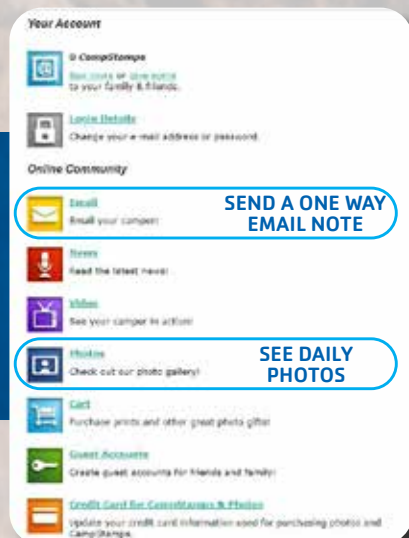 Your Account
0 CampStamps
Buy more or give some
to your family & friends.
Login Details
Change your e-mail address or password.
Online Community
Email
Email your camper!
SEND A ONE WAY
EMAIL NOTE
News
Read the latest news!
Video
See your camper in action!
Photos
Check out our photo gallery!
SEE DAILY
PHOTOS
Cart
Purchase prints and other great photo gifts!
Guest Accounts
Create guest accounts for friends and family!
Credit Card for CampStamps & Photos
Update your credit card information used for purchasing photos and
CampStamps.